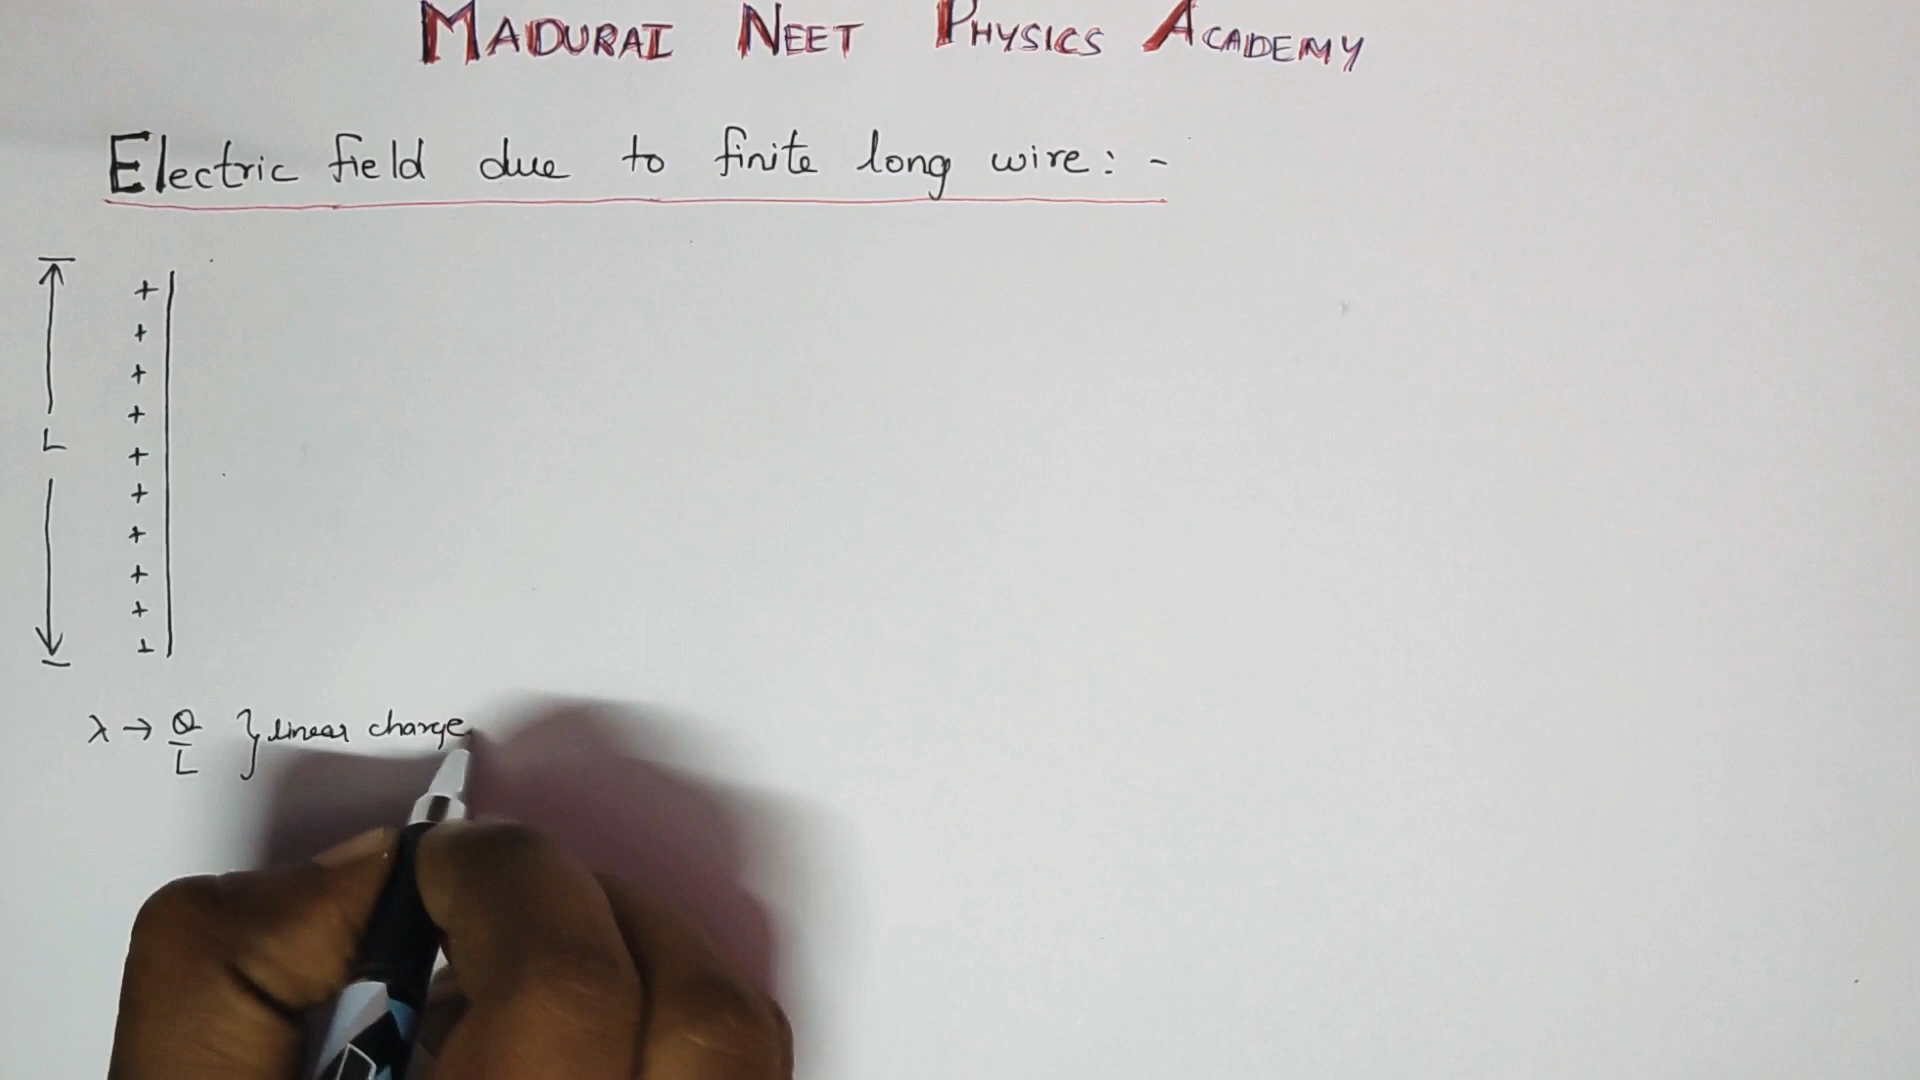 MADURAI NEET PHYSICS ACADEMY
Electric field due to finite long wire: -
+
+
+
+
L
+
+
+
+
+
+
λ → Q/L } linear charge